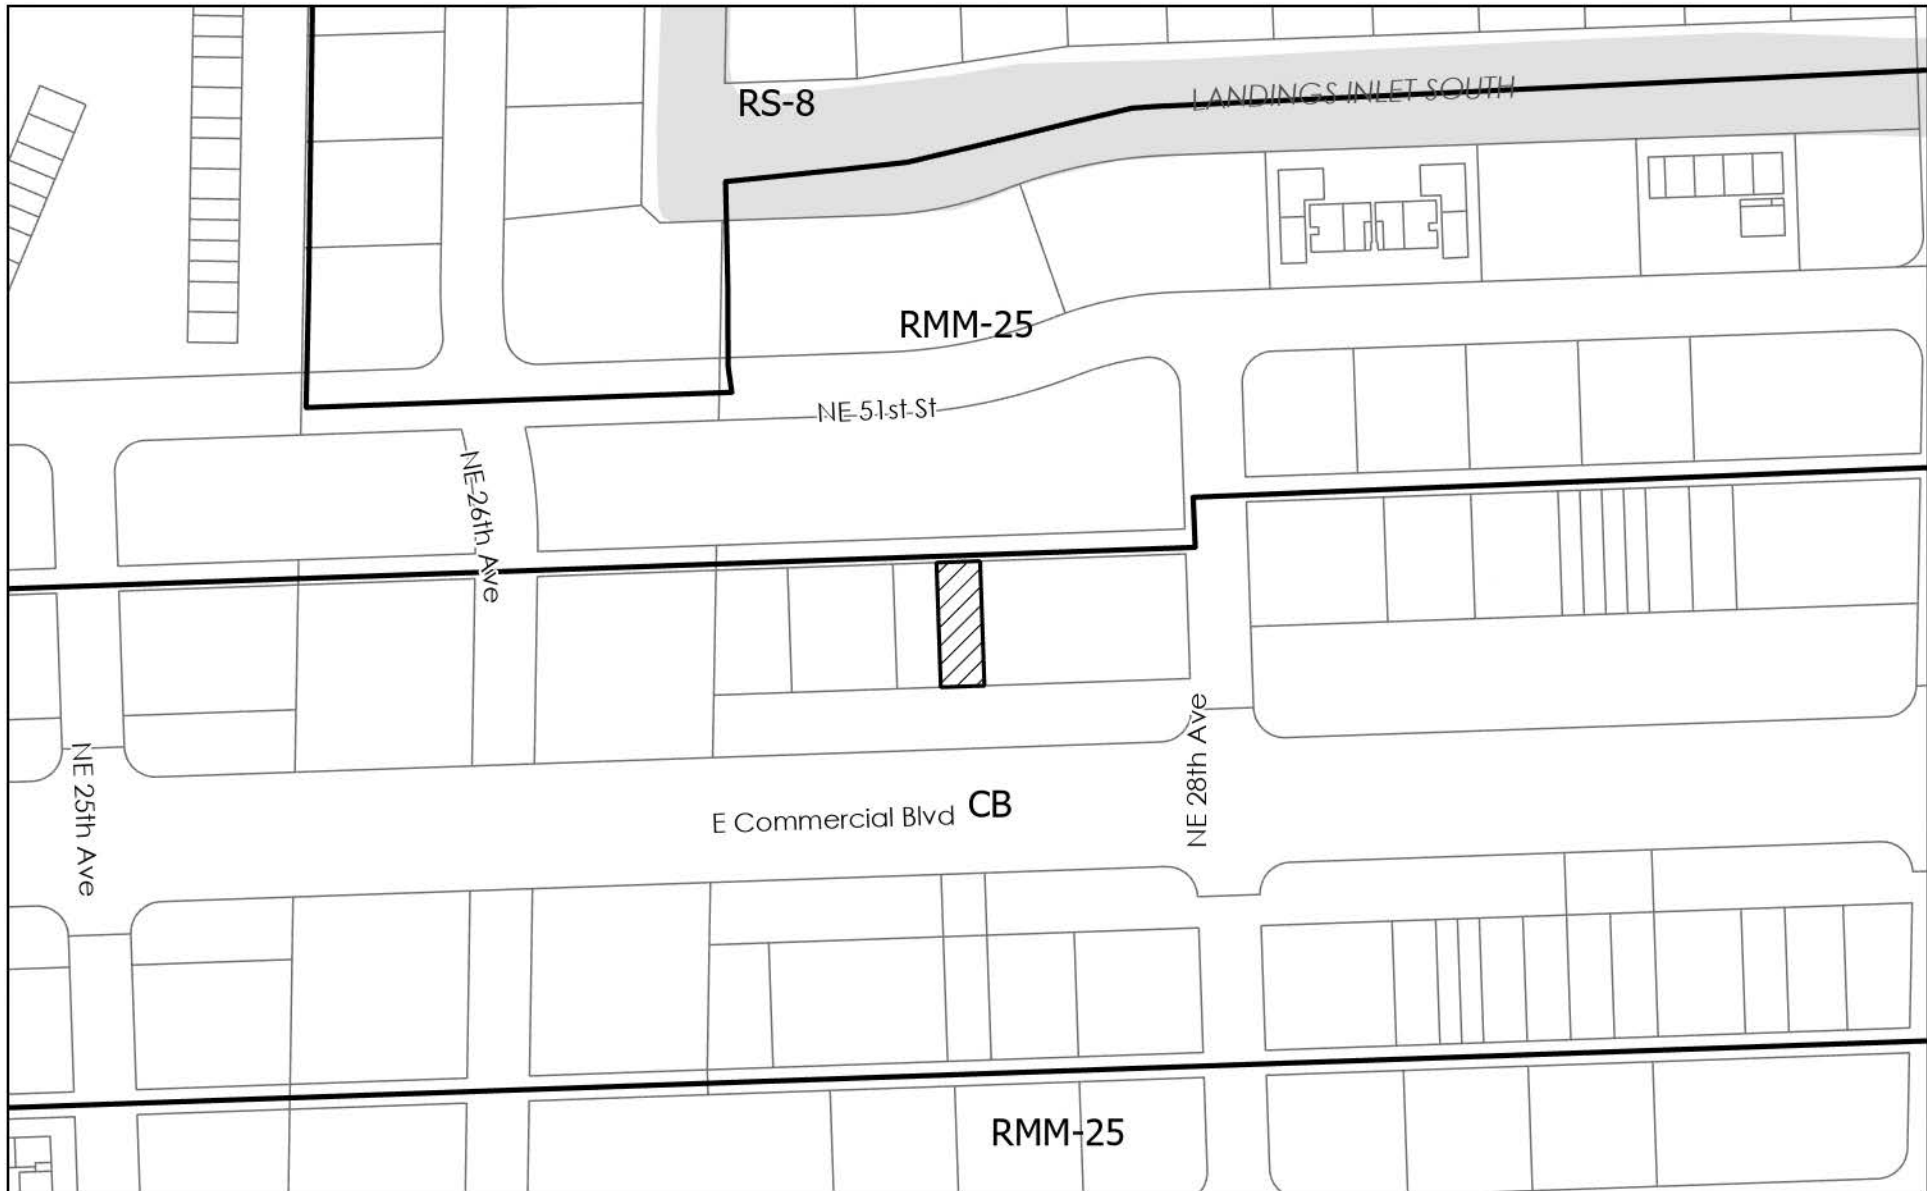 RS-8
LANDINGS INLET SOUTH
RMM-25
NE 51st St
NE 26th Ave
NE 25th Ave
NE 28th Ave
E Commercial Blvd
CB
RMM-25